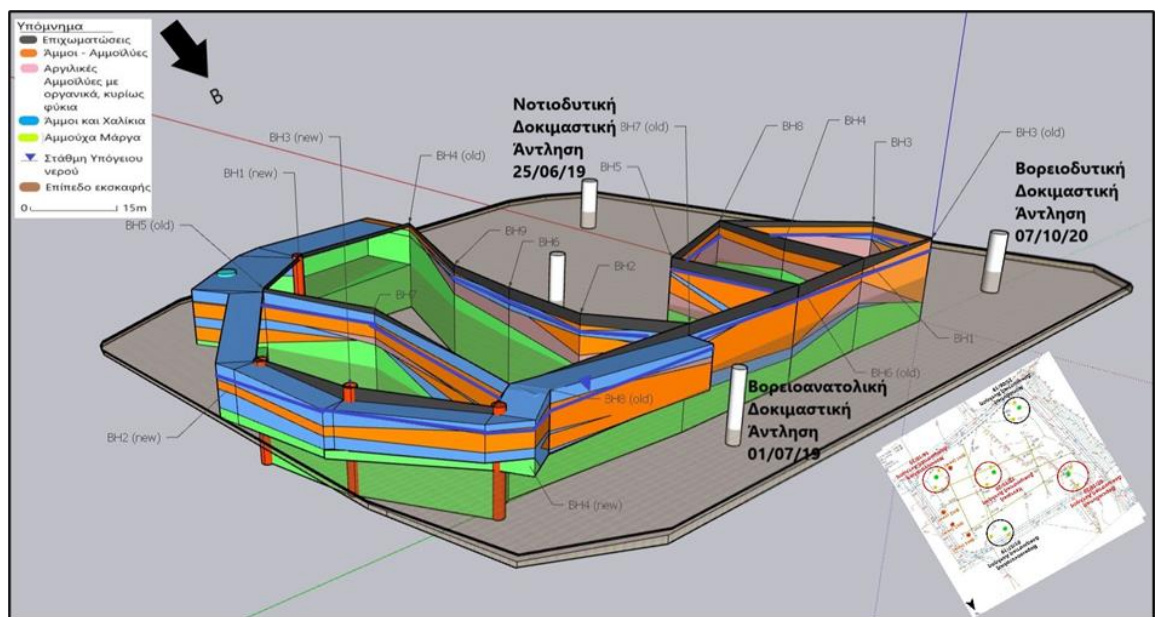 Υπόμνημα
Επιχωματώσεις
Άμμοι - Αμμοϊλύες
Αργιλικές
Αμμοϊλύες με
οργανικά, κυρίως
φύκια
Άμμοι και Χαλίκια
Αμμούχα Μάργα
Στάθμη Υπόγειου
νερού
Επίπεδο εκσκαφής
0 15m
B
Νοτιοδυτική
Δοκιμαστική
Άντληση
25/06/19
BH7 (old)
BH8
BH4
BH3
BH3 (old)
Βορειοδυτική
Δοκιμαστική
Άντληση
07/10/20
BH3 (new)
BH4 (old)
BH1 (new)
BH5
BH5 (old)
BH9
BH6
BH2
BH7
BH1
BH6 (old)
BH8 (old)
Βορειοανατολική
Δοκιμαστική
Άντληση
01/07/19
BH2 (new)
BH4 (new)